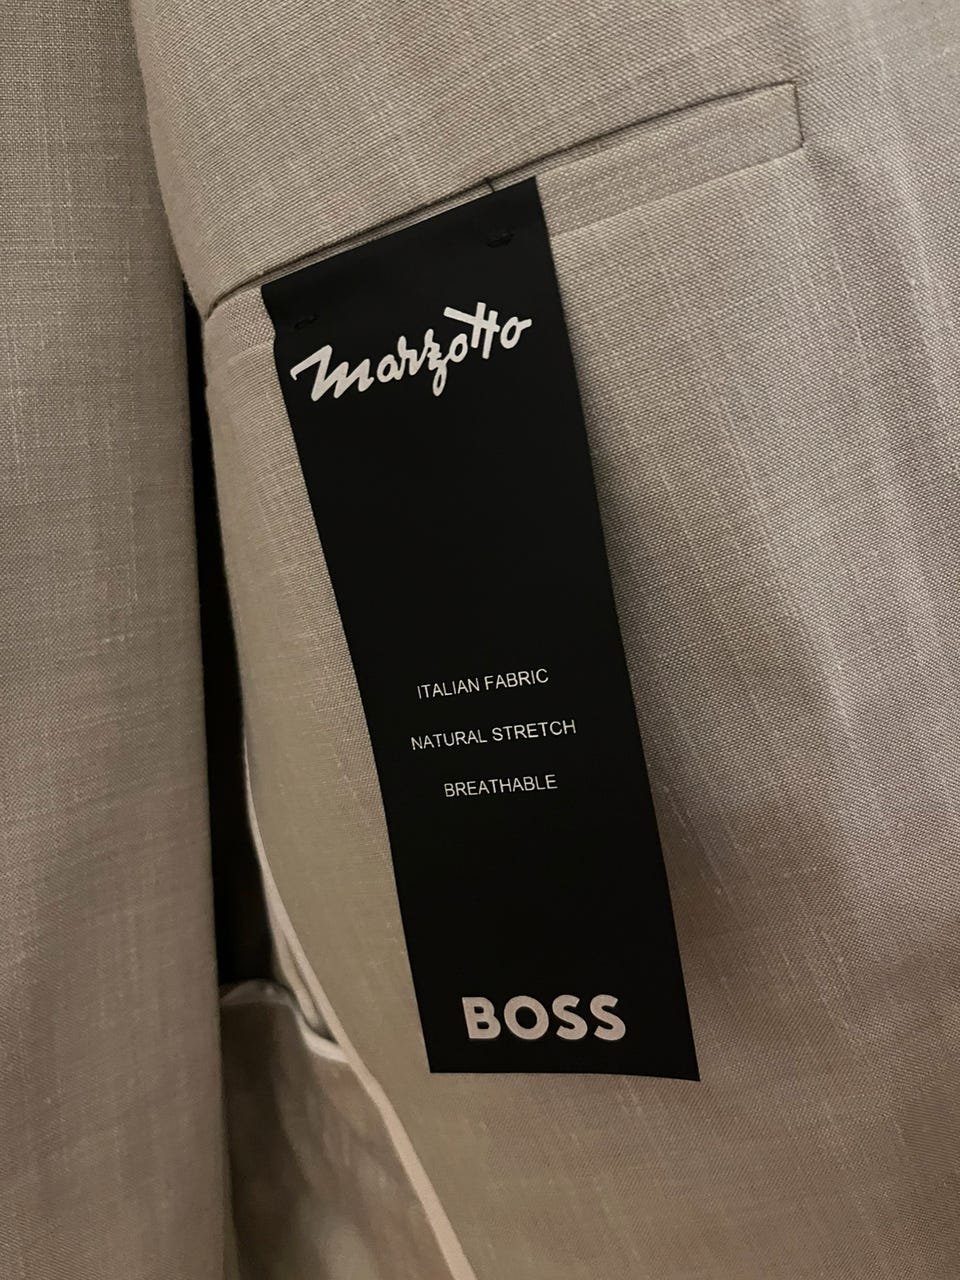 Marzotto
ITALIAN FABRIC
NATURAL STRETCH
BREATHABLE
BOSS